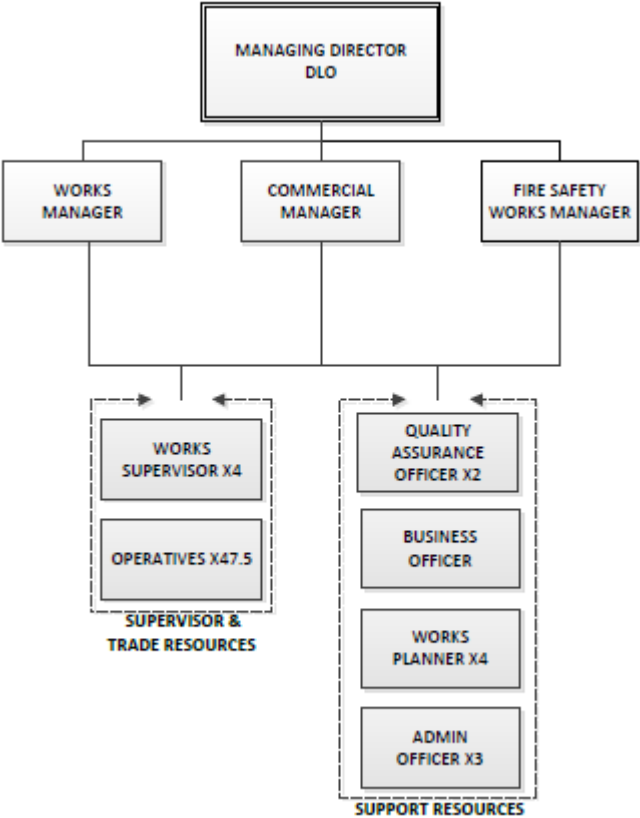 MANAGING DIRECTOR
DLO
WORKS
MANAGER
COMMERCIAL
MANAGER
FIRE SAFETY
WORKS MANAGER
WORKS
SUPERVISOR X4
OPERATIVES X47.5
SUPERVISOR &
TRADE RESOURCES
QUALITY
ASSURANCE
OFFICER X2
BUSINESS
OFFICER
WORKS
PLANNER X4
ADMIN
OFFICER X3
SUPPORT RESOURCES